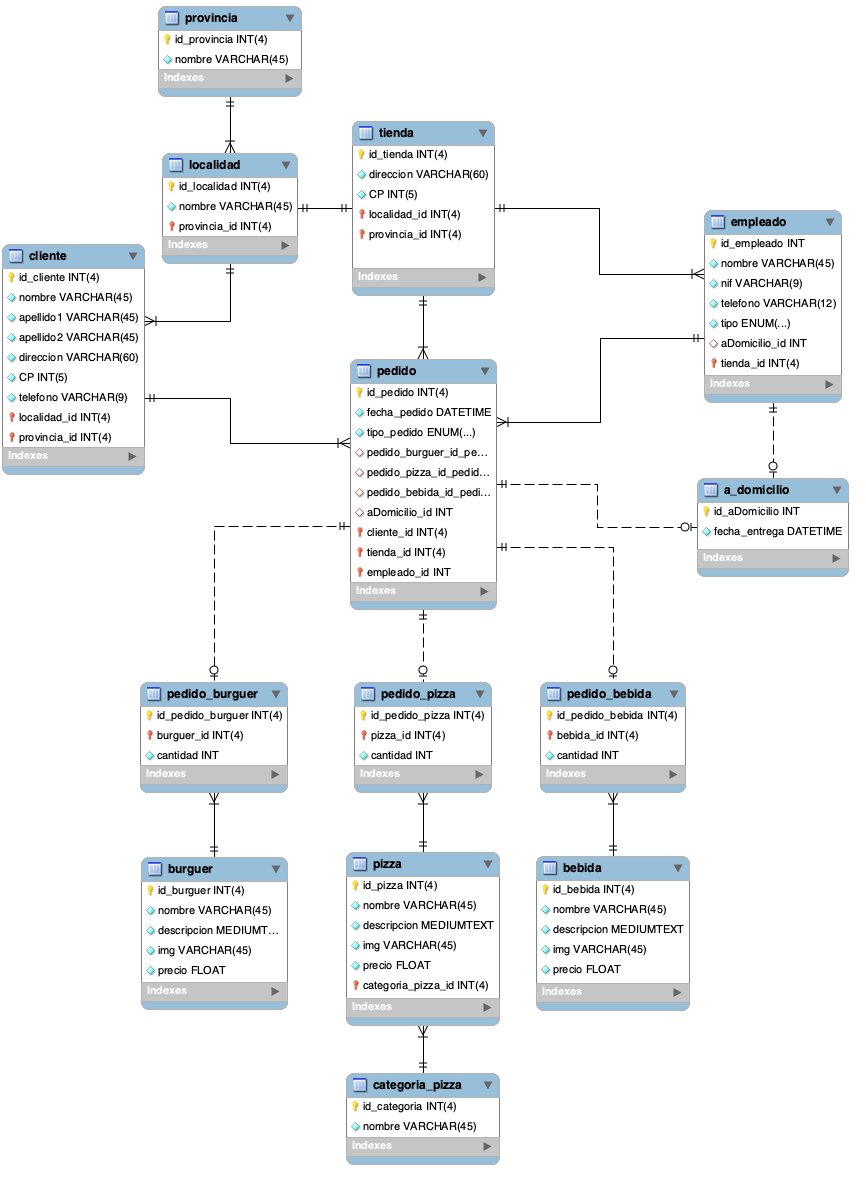 provincia
id_provincia INT(4)
nombre VARCHAR(45)
Indexes
localidad
id_localidad INT(4)
nombre VARCHAR(45)
provincia_id INT(4)
Indexes
tienda
id_tienda INT(4)
direccion VARCHAR(60)
CP INT(5)
localidad_id INT(4)
provincia_id INT(4)
Indexes
empleado
id_empleado INT
nombre VARCHAR(45)
nif VARCHAR(9)
telefono VARCHAR(12)
tipo ENUM(...)
aDomicilio_id INT
tienda_id INT(4)
Indexes
cliente
id_cliente INT(4)
nombre VARCHAR(45)
apellido1 VARCHAR(45)
apellido2 VARCHAR(45)
direccion VARCHAR(60)
CP INT(5)
telefono VARCHAR(9)
localidad_id INT(4)
provincia_id INT(4)
Indexes
pedido
id_pedido INT(4)
fecha_pedido DATETIME
tipo_pedido ENUM(...)
pedido_burguer_id_pe...
pedido_pizza_id_pedid...
pedido_bebida_id_pedi...
aDomicilio_id INT
cliente_id INT(4)
tienda_id INT(4)
empleado_id INT
Indexes
a_domicilio
id_aDomicilio INT
fecha_entrega DATETIME
Indexes
pedido_burguer
id_pedido_burguer INT(4)
burguer_id INT(4)
cantidad INT
Indexes
pedido_pizza
id_pedido_pizza INT(4)
pizza_id INT(4)
cantidad INT
Indexes
pedido_bebida
id_pedido_bebida INT(4)
bebida_id INT(4)
cantidad INT
Indexes
burguer
id_burguer INT(4)
nombre VARCHAR(45)
descripcion MEDIUMT...
img VARCHAR(45)
precio FLOAT
Indexes
pizza
id_pizza INT(4)
nombre VARCHAR(45)
descripcion MEDIUMTEXT
img VARCHAR(45)
precio FLOAT
categoria_pizza_id INT(4)
Indexes
bebida
id_bebida INT(4)
nombre VARCHAR(45)
descripcion MEDIUMTEXT
img VARCHAR(45)
precio FLOAT
Indexes
categoria_pizza
id_categoria INT(4)
nombre VARCHAR(45)
Indexes